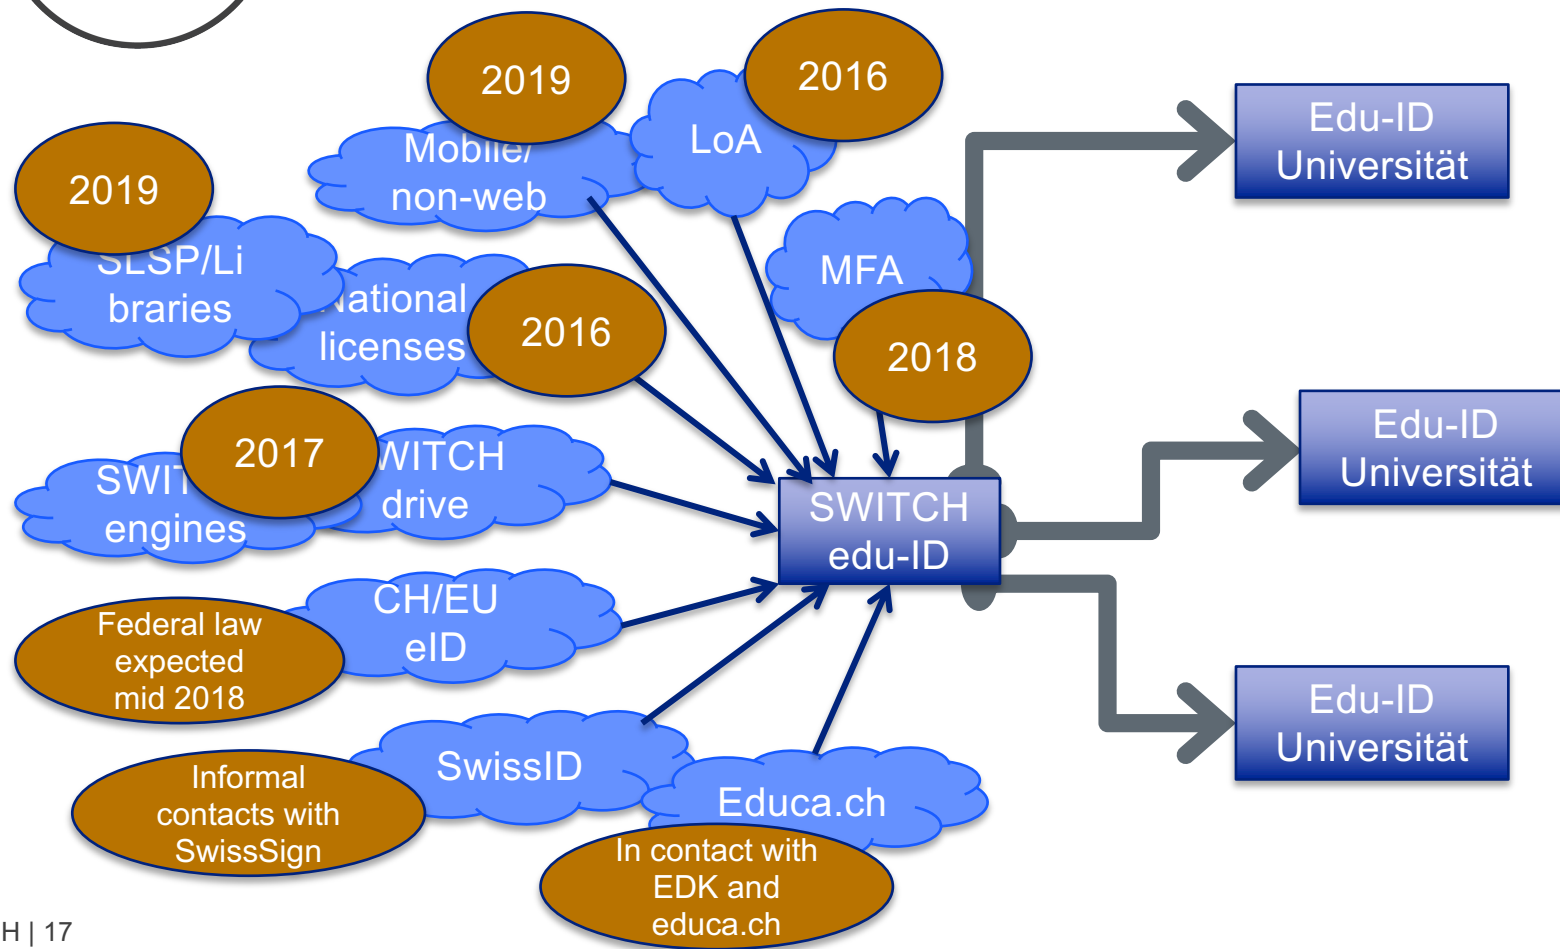 2019
2016
2019
Mobile/
non-web
LoA
Edu-ID
Universität
SLSP/Li
braries
MFA
National
licenses
2016
2018
2017
SWIT
engines
WITCH
drive
Edu-ID
Universität
SWITCH
edu-ID
Federal law
expected
mid 2018
CH/EU
eID
Edu-ID
Universität
Informal
contacts with
SwissSign
SwissID
Educa.ch
In contact with
EDK and
educa.ch
H | 17